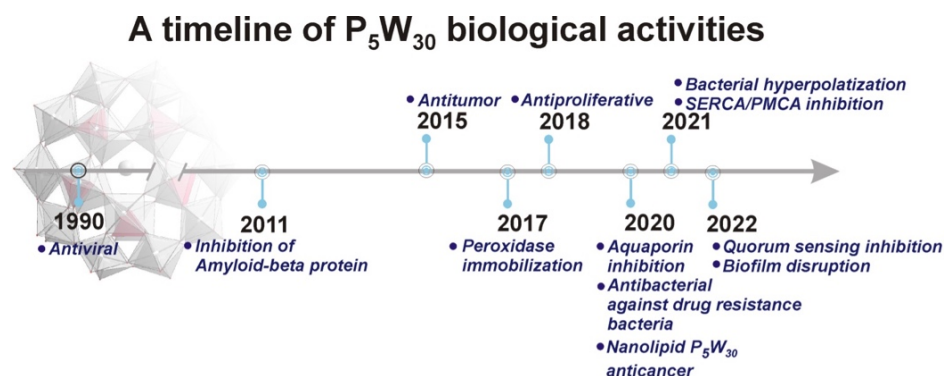 A timeline of P₅W₃₀ biological activities
• Bacterial hyperpolatization
• SERCA/PMCA inhibition
• Antitumor
• Antiproliferative
2015
2018
2021
1990
• Antiviral
2011
• Inhibition of
Amyloid-beta protein
2017
• Peroxidase
immobilization
2020
• Aquaporin
inhibition
• Antibacterial
against drug resistance
bacteria
• Nanolipid P₅W₃₀
anticancer
2022
• Quorum sensing inhibition
• Biofilm disruption